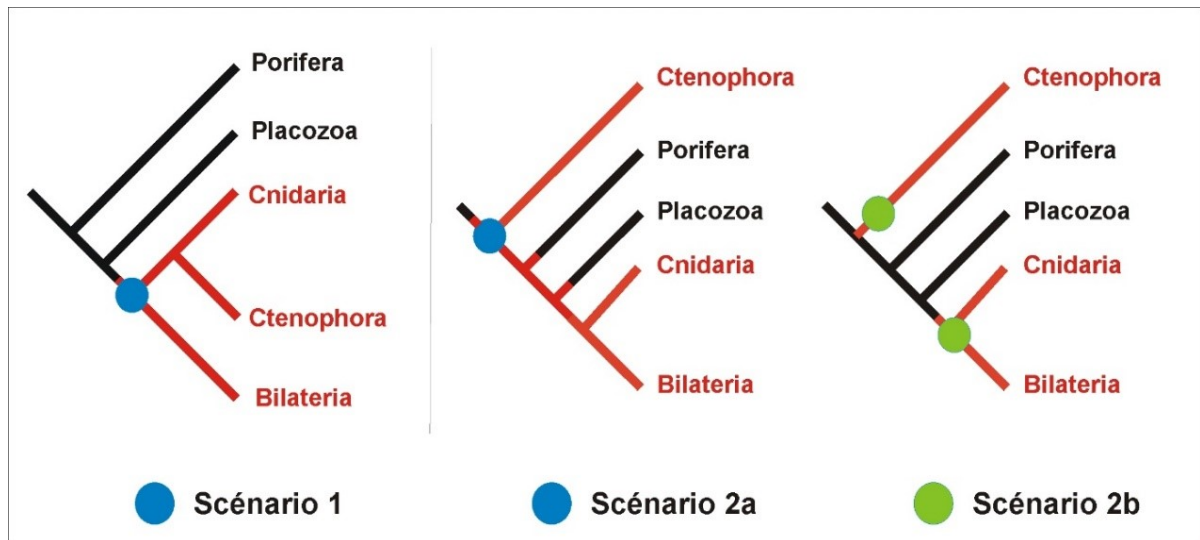 Porifera
Placozoa
Cnidaria
Ctenophora
Bilateria
Scénario 1
Ctenophora
Porifera
Placozoa
Cnidaria
Bilateria
Scénario 2a
Ctenophora
Porifera
Placozoa
Cnidaria
Bilateria
Scénario 2b